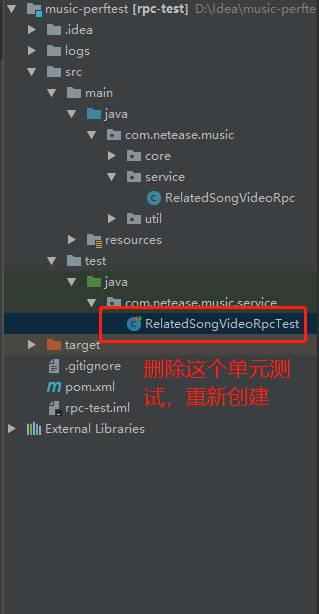 music-perftest [rpc-test] D:\Idea\music-perfte
.idea
logs
src
main
java
com.netease.music
core
service
RelatedSongVideoRpc
util
resources
test
java
com.netease.music.service
RelatedSongVideoRpcTest
target
.gitignore
删除这个单元测
试，重新创建
pom.xml
rpc-test.iml
External Libraries